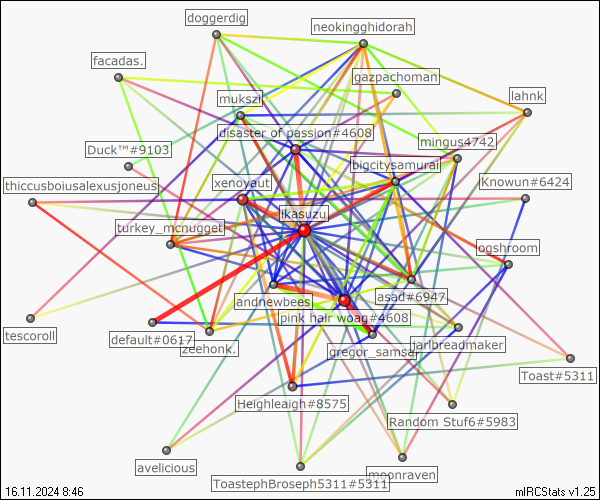 doggerdig
neokingghidorah
facadas.
gazpachoman
mukszi
lahnk
disaster of passion#4608
mingus4742
Duck™#9103
bigcitysamurai
thiccusboiusalexusjoneus
xenoyaut
Knowun#6424
ikasuzu
turkey_mcnugget
ogshroom
andnewbees
asad#6947
tescoroll
pink hair woag#4608
default#0617
zeehonk.
gregor_samsa
jarlbreadmaker
Toast#5311
Heighleaigh#8575
Random Stuf6#5983
avelicious
moonraven
ToastephBroseph5311#5311
16.11.2024 8:46
mIRCStats v1.25